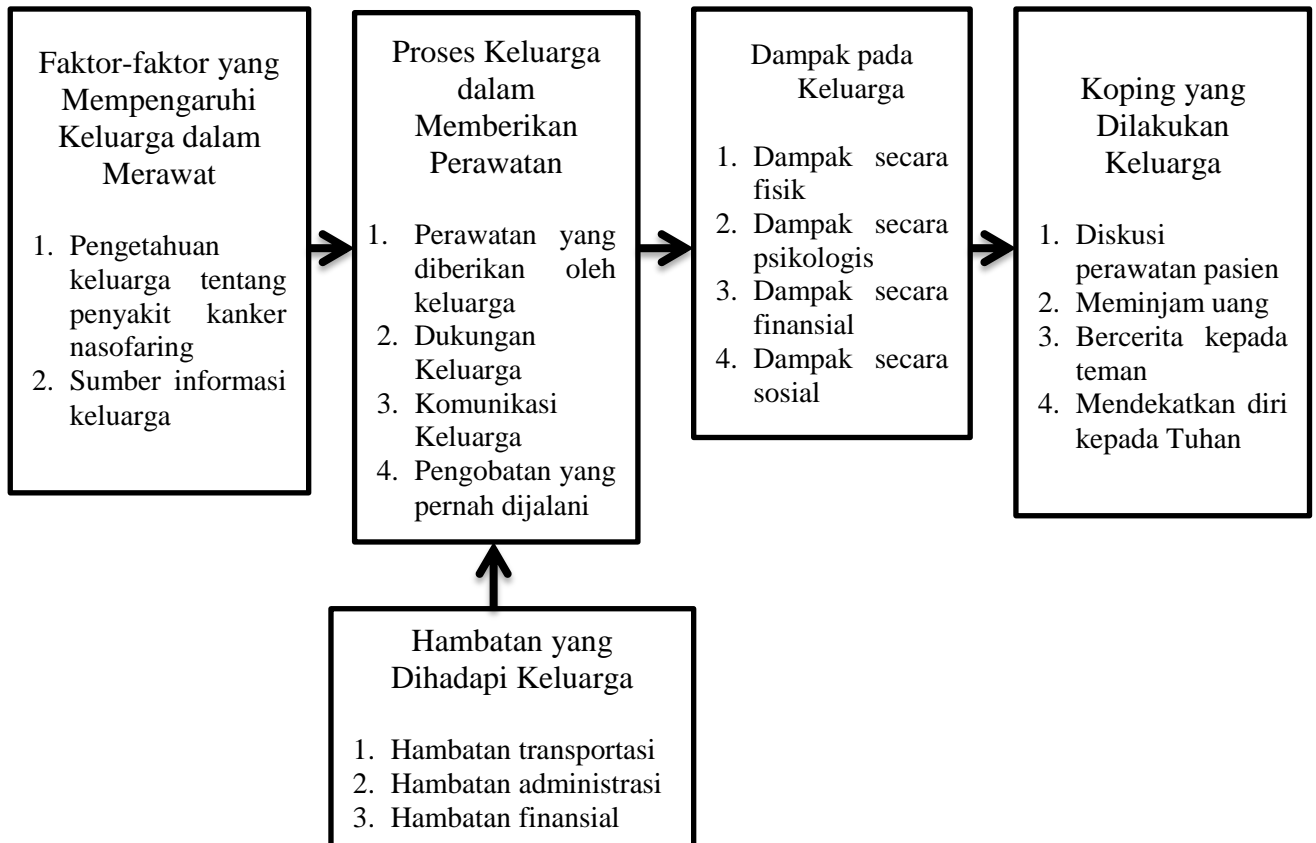 Faktor-faktor yang
Mempengaruhi
Keluarga dalam
Merawat
1. Pengetahuan
keluarga tentang
penyakit kanker
nasofaring
2. Sumber informasi
keluarga
Proses Keluarga
dalam
Memberikan
Perawatan
1. Perawatan yang
diberikan oleh
keluarga
2. Dukungan
Keluarga
3. Komunikasi
Keluarga
4. Pengobatan yang
pernah dijalani
Dampak pada
Keluarga
1. Dampak secara
fisik
2. Dampak secara
psikologis
3. Dampak secara
finansial
4. Dampak secara
sosial
Koping yang
Dilakukan
Keluarga
1. Diskusi
perawatan pasien
2. Meminjam uang
3. Bercerita kepada
teman
4. Mendekatkan diri
kepada Tuhan
Hambatan yang
Dihadapi Keluarga
1. Hambatan transportasi
2. Hambatan administrasi
3. Hambatan finansial